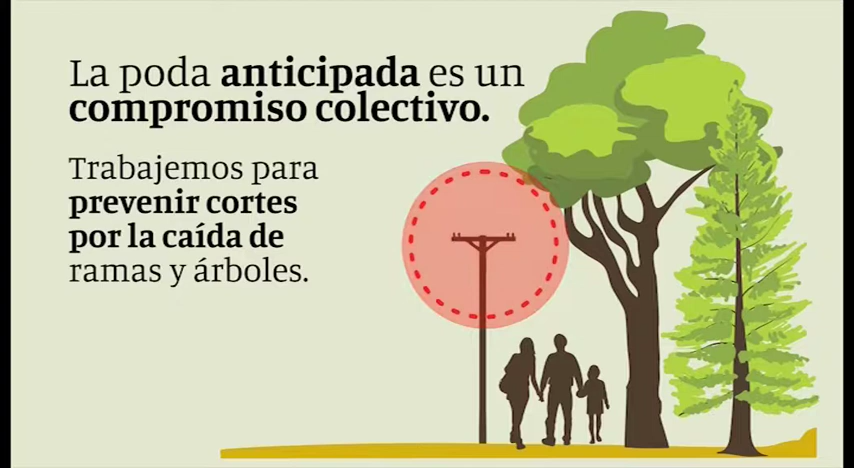 La poda anticipada es un
compromiso colectivo.
Trabajemos para
prevenir cortes
por la caída de
ramas y árboles.